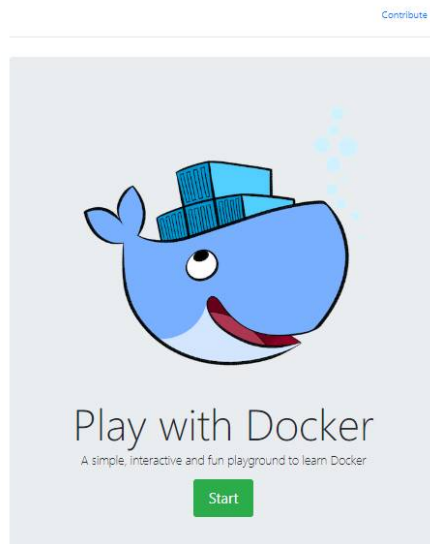 Contribute
Play with Docker
A simple, interactive and fun playground to learn Docker
Start